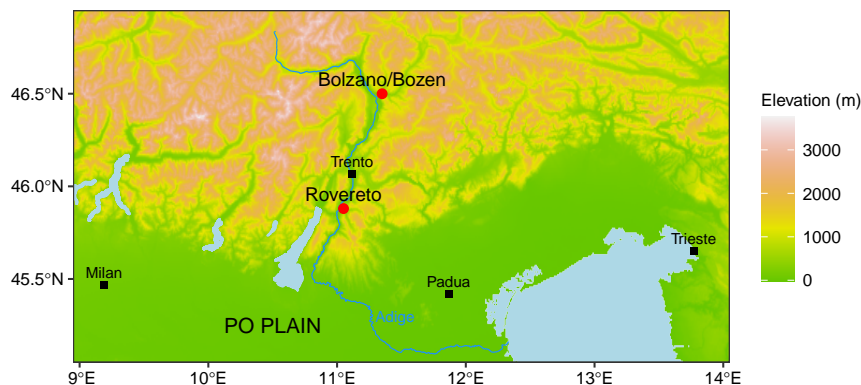 Bolzano/Bozen
46.5°N
Elevation (m)
3000
Trento
46.0°N
2000
Rovereto
1000
Trieste
45.5°N
Milan
Padua
0
Adige
PO PLAIN
9°E
10°E
11°E
12°E
13°E
14°E